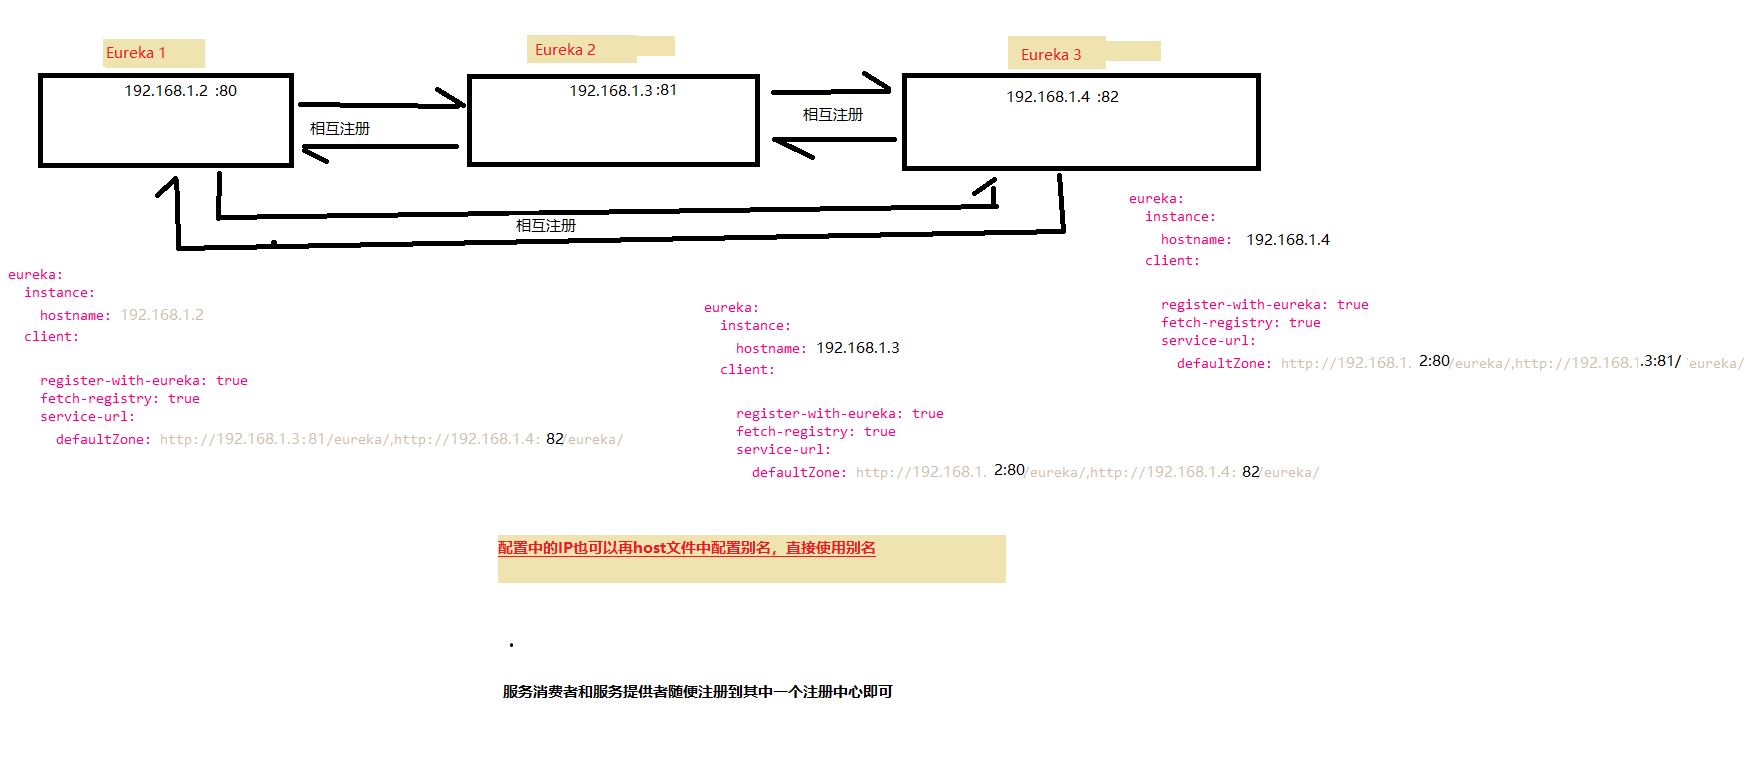 Eureka 1
Eureka 2
Eureka 3
192.168.1.2 :80
192.168.1.3 :81
192.168.1.4 :82
相互注册
相互注册
相互注册
eureka:
instance:
hostname: 192.168.1.4
client:
register-with-eureka: true
fetch-registry: true
service-url:
defaultZone: http://192.168.1. 2:80/eureka/,http://192.168.1.3:81/ eureka/
eureka:
instance:
hostname: 192.168.1.2
client:
register-with-eureka: true
fetch-registry: true
service-url:
defaultZone: http://192.168.1.3:81/eureka/,http://192.168.1.4: 82/eureka/
eureka:
instance:
hostname: 192.168.1.3
client:
register-with-eureka: true
fetch-registry: true
service-url:
defaultZone: http://192.168.1. 2:80/eureka/,http://192.168.1.4: 82/eureka/
配置中的IP也可以再host文件中配置别名，直接使用别名
服务消费者和服务提供者随便注册到其中一个注册中心即可